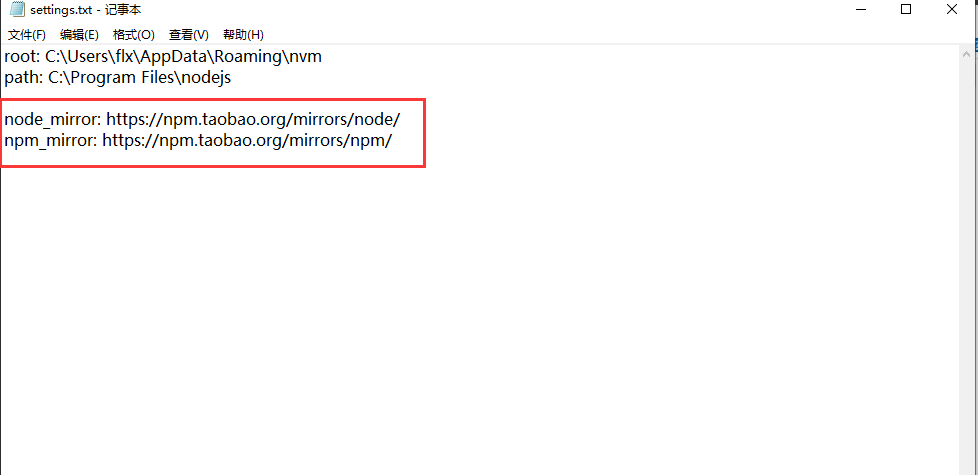 settings.txt - 记事本
文件(F) 编辑(E) 格式(O) 查看(V) 帮助(H)
root: C:\Users\flx\AppData\Roaming\nvm
path: C:\Program Files\nodejs
node_mirror: https://npm.taobao.org/mirrors/node/
npm_mirror: https://npm.taobao.org/mirrors/npm/